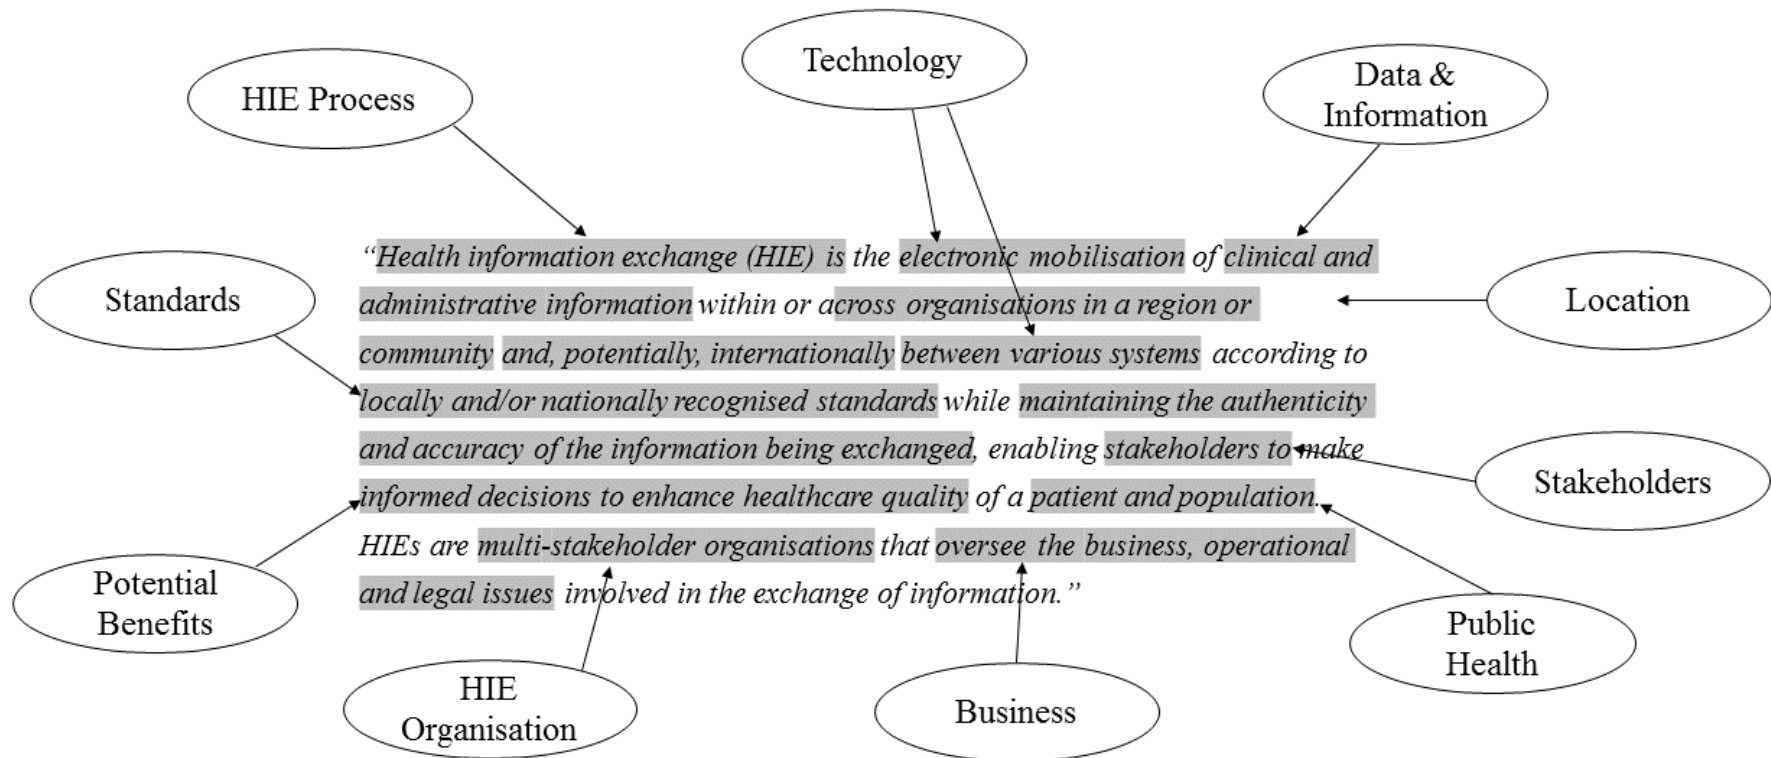 Technology
HIE Process
Data &
Information
“Health information exchange (HIE) is the electronic mobilisation of clinical and
administrative information within or across organisations in a region or
community and, potentially, internationally between various systems according to
locally and/or nationally recognised standards while maintaining the authenticity
and accuracy of the information being exchanged, enabling stakeholders to make
informed decisions to enhance healthcare quality of a patient and population.
HIEs are multi-stakeholder organisations that oversee the business, operational
and legal issues involved in the exchange of information.”
Standards
Location
Stakeholders
Potential
Benefits
Public
Health
HIE
Organisation
Business